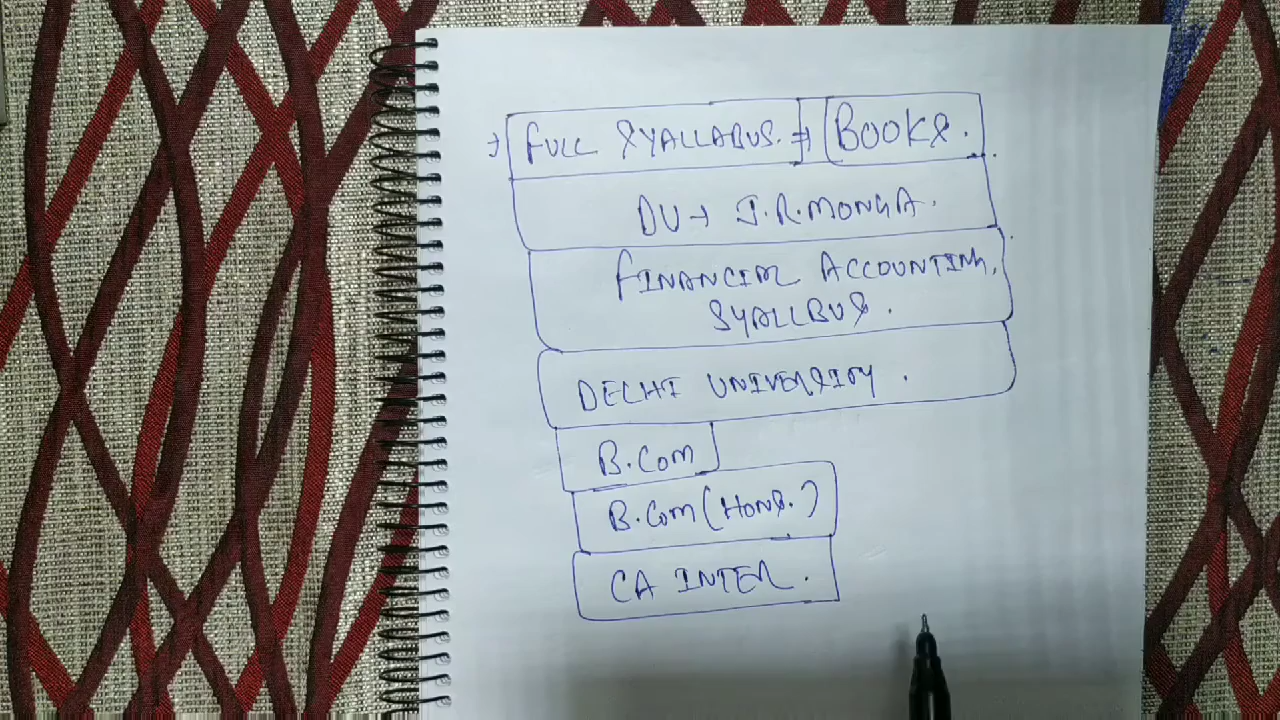 → FULL SYALLABUS. ⇒ BOOKS.
DU → J.R.MONGA.
FINANCIAL ACCOUNTING.
SYALLBUS.
DELHI UNIVERSITY.
B.Com
B.Com (HONS.)
CA INTER.